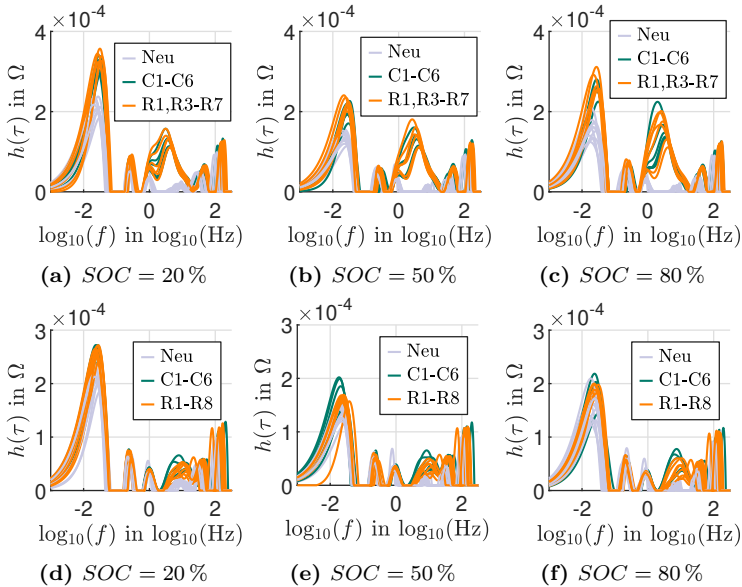 ×10⁻⁴ ×10⁻⁴ ×10⁻⁴
4 4 4
Neu Neu Neu
C1-C6 C1-C6 C1-C6
R1,R3-R7 R1,R3-R7 R1,R3-R7
h(τ) in Ω h(τ) in Ω h(τ) in Ω
2 2 2
0 0 0
-2 0 2 -2 0 2 -2 0 2
log₁₀(f) in log₁₀(Hz) log₁₀(f) in log₁₀(Hz) log₁₀(f) in log₁₀(Hz)
(a) SOC = 20 % (b) SOC = 50 % (c) SOC = 80 %
×10⁻⁴ ×10⁻⁴ ×10⁻⁴
3 3 3
Neu Neu Neu
C1-C6 C1-C6 C1-C6
R1-R8 R1-R8 R1-R8
h(τ) in Ω h(τ) in Ω h(τ) in Ω
2 2 2
1 1 1
0 0 0
-2 0 2 -2 0 2 -2 0 2
log₁₀(f) in log₁₀(Hz) log₁₀(f) in log₁₀(Hz) log₁₀(f) in log₁₀(Hz)
(d) SOC = 20 % (e) SOC = 50 % (f) SOC = 80 %